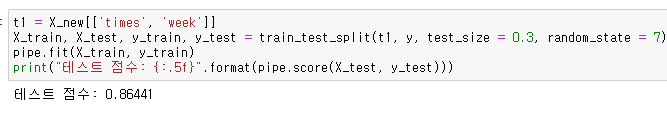 t1 = X_new[['times', 'week']]
X_train, X_test, y_train, y_test = train_test_split(t1, y, test_size = 0.3, random_state = 7)
pipe.fit(X_train, y_train)
print("테스트 점수: {:.5f}".format(pipe.score(X_test, y_test)))
테스트 점수: 0.86441